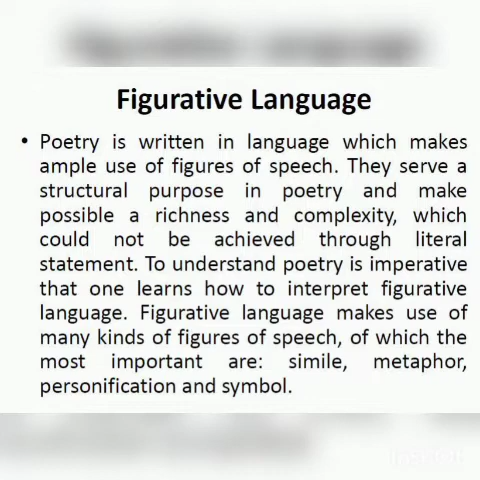 Figurative Language
• Poetry is written in language which makes
ample use of figures of speech. They serve a
structural purpose in poetry and make
possible a richness and complexity, which
could not be achieved through literal
statement. To understand poetry is imperative
that one learns how to interpret figurative
language. Figurative language makes use of
many kinds of figures of speech, of which the
most important are: simile, metaphor,
personification and symbol.